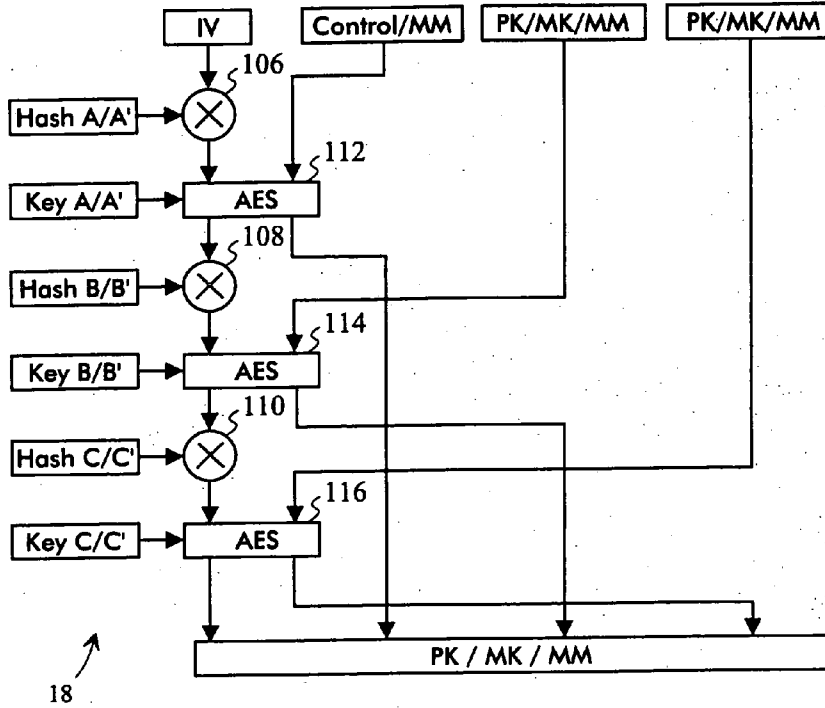 IV
Control/MM
PK/MK/MM
PK/MK/MM
106
Hash A/A'
112
Key A/A'
AES
108
Hash B/B'
114
Key B/B'
AES
110
Hash C/C'
116
Key C/C'
AES
PK / MK / MM
18